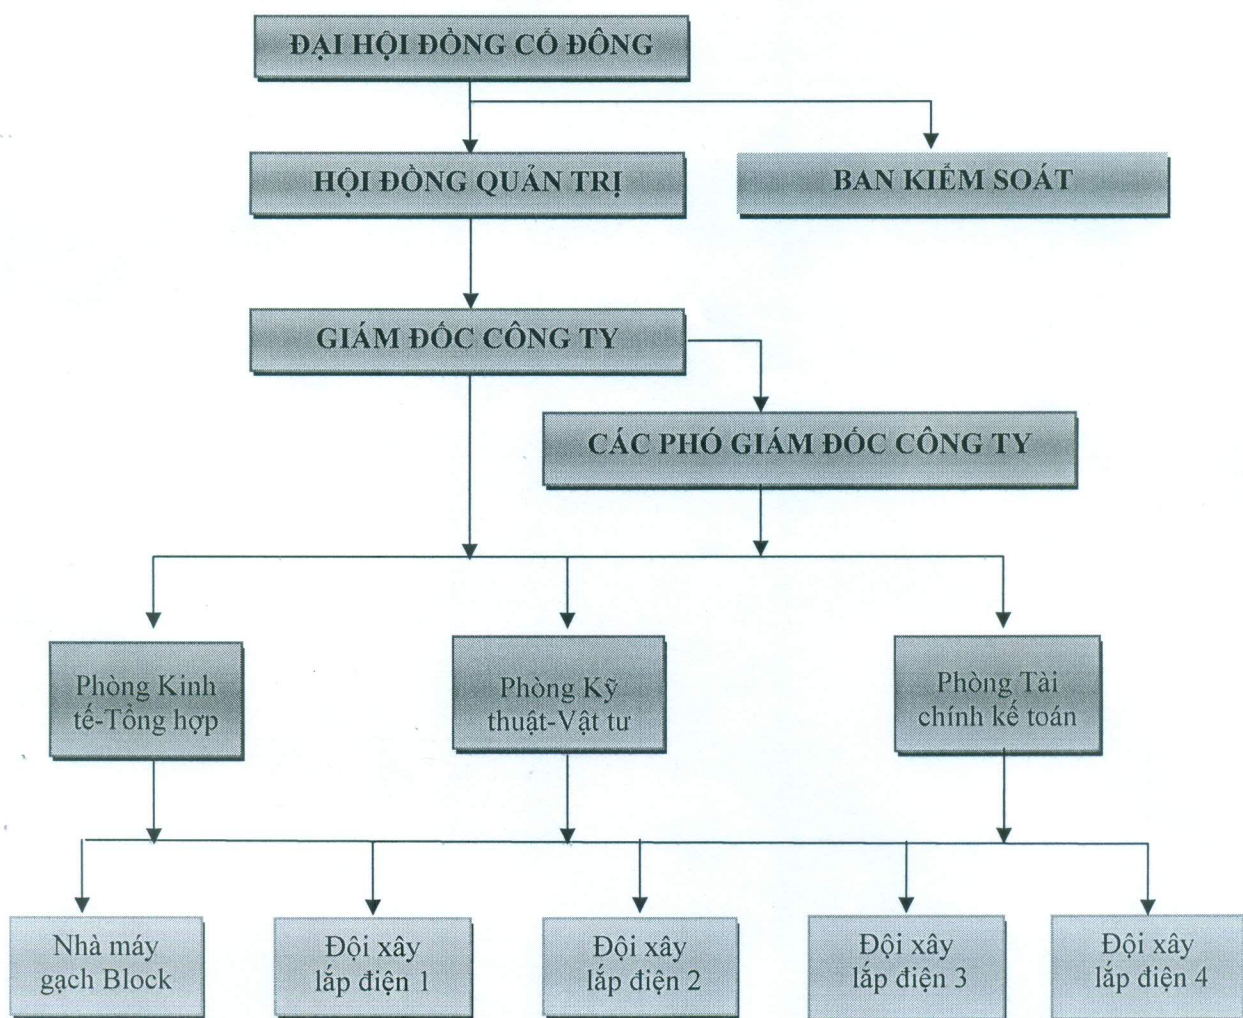 ĐẠI HỘI ĐỒNG CỔ ĐÔNG
HỘI ĐỒNG QUẢN TRỊ
BAN KIỂM SOÁT
GIÁM ĐỐC CÔNG TY
CÁC PHÓ GIÁM ĐỐC CÔNG TY
Phòng Kinh
tế-Tổng hợp
Phòng Kỹ
thuật-Vật tư
Phòng Tài
chính kế toán
Nhà máy
gạch Block
Đội xây
lắp điện 1
Đội xây
lắp điện 2
Đội xây
lắp điện 3
Đội xây
lắp điện 4